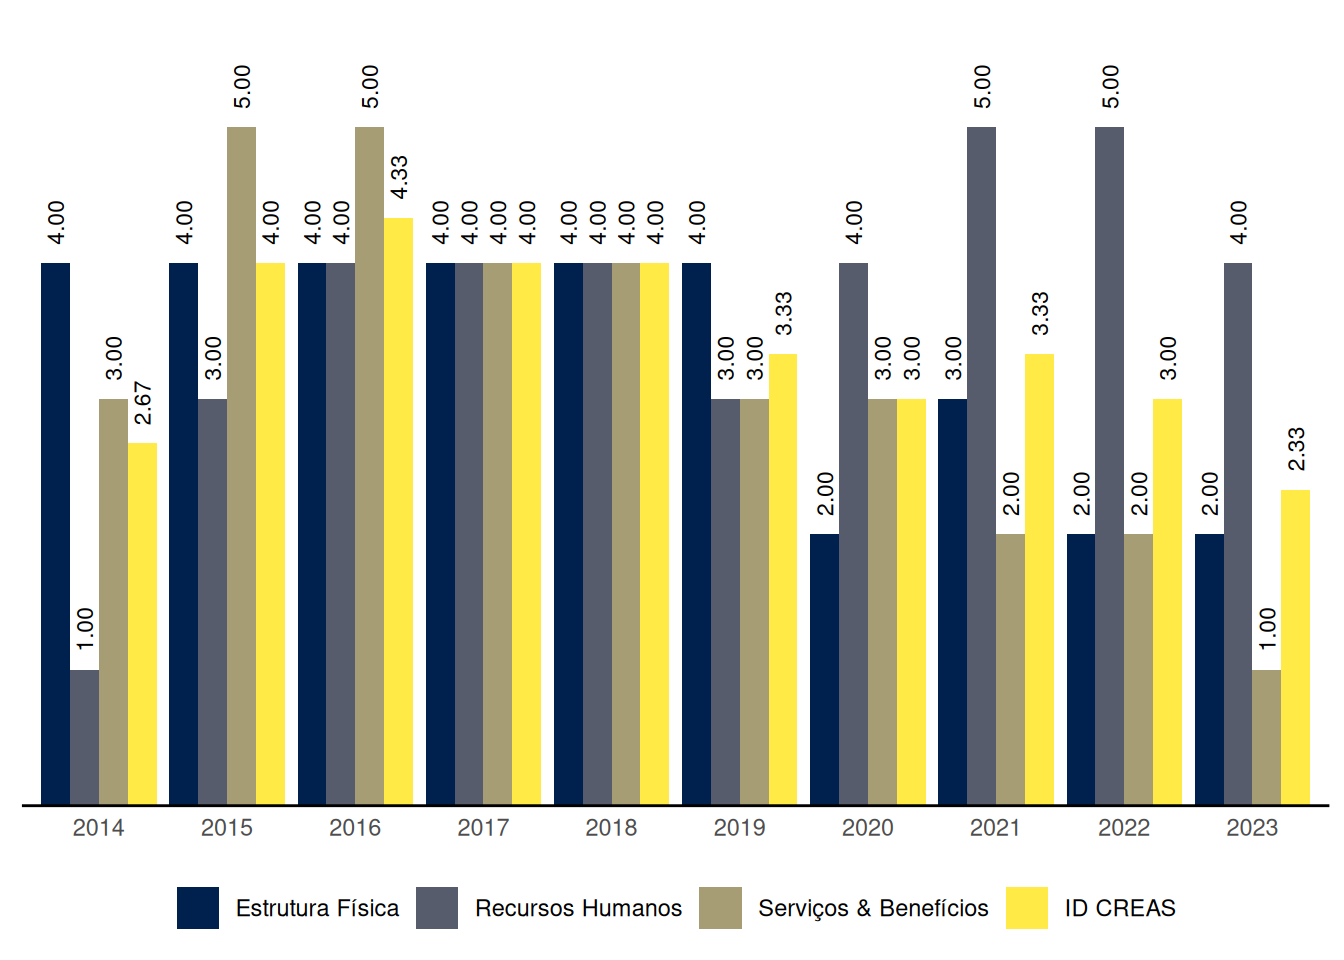 5.00 5.00 5.00 5.00
4.33
4.00 4.00 4.00 4.00 4.00 4.00 4.00 4.00 4.00 4.00 4.00 4.00 4.00 4.00 4.00 4.00
3.33 3.33
3.00 3.00 3.00 3.00 3.00 3.00 3.00 3.00
2.67
2.33
2.00 2.00 2.00 2.00 2.00
1.00 1.00
2014 2015 2016 2017 2018 2019 2020 2021 2022 2023
Estrutura Física Recursos Humanos Serviços & Benefícios ID CREAS